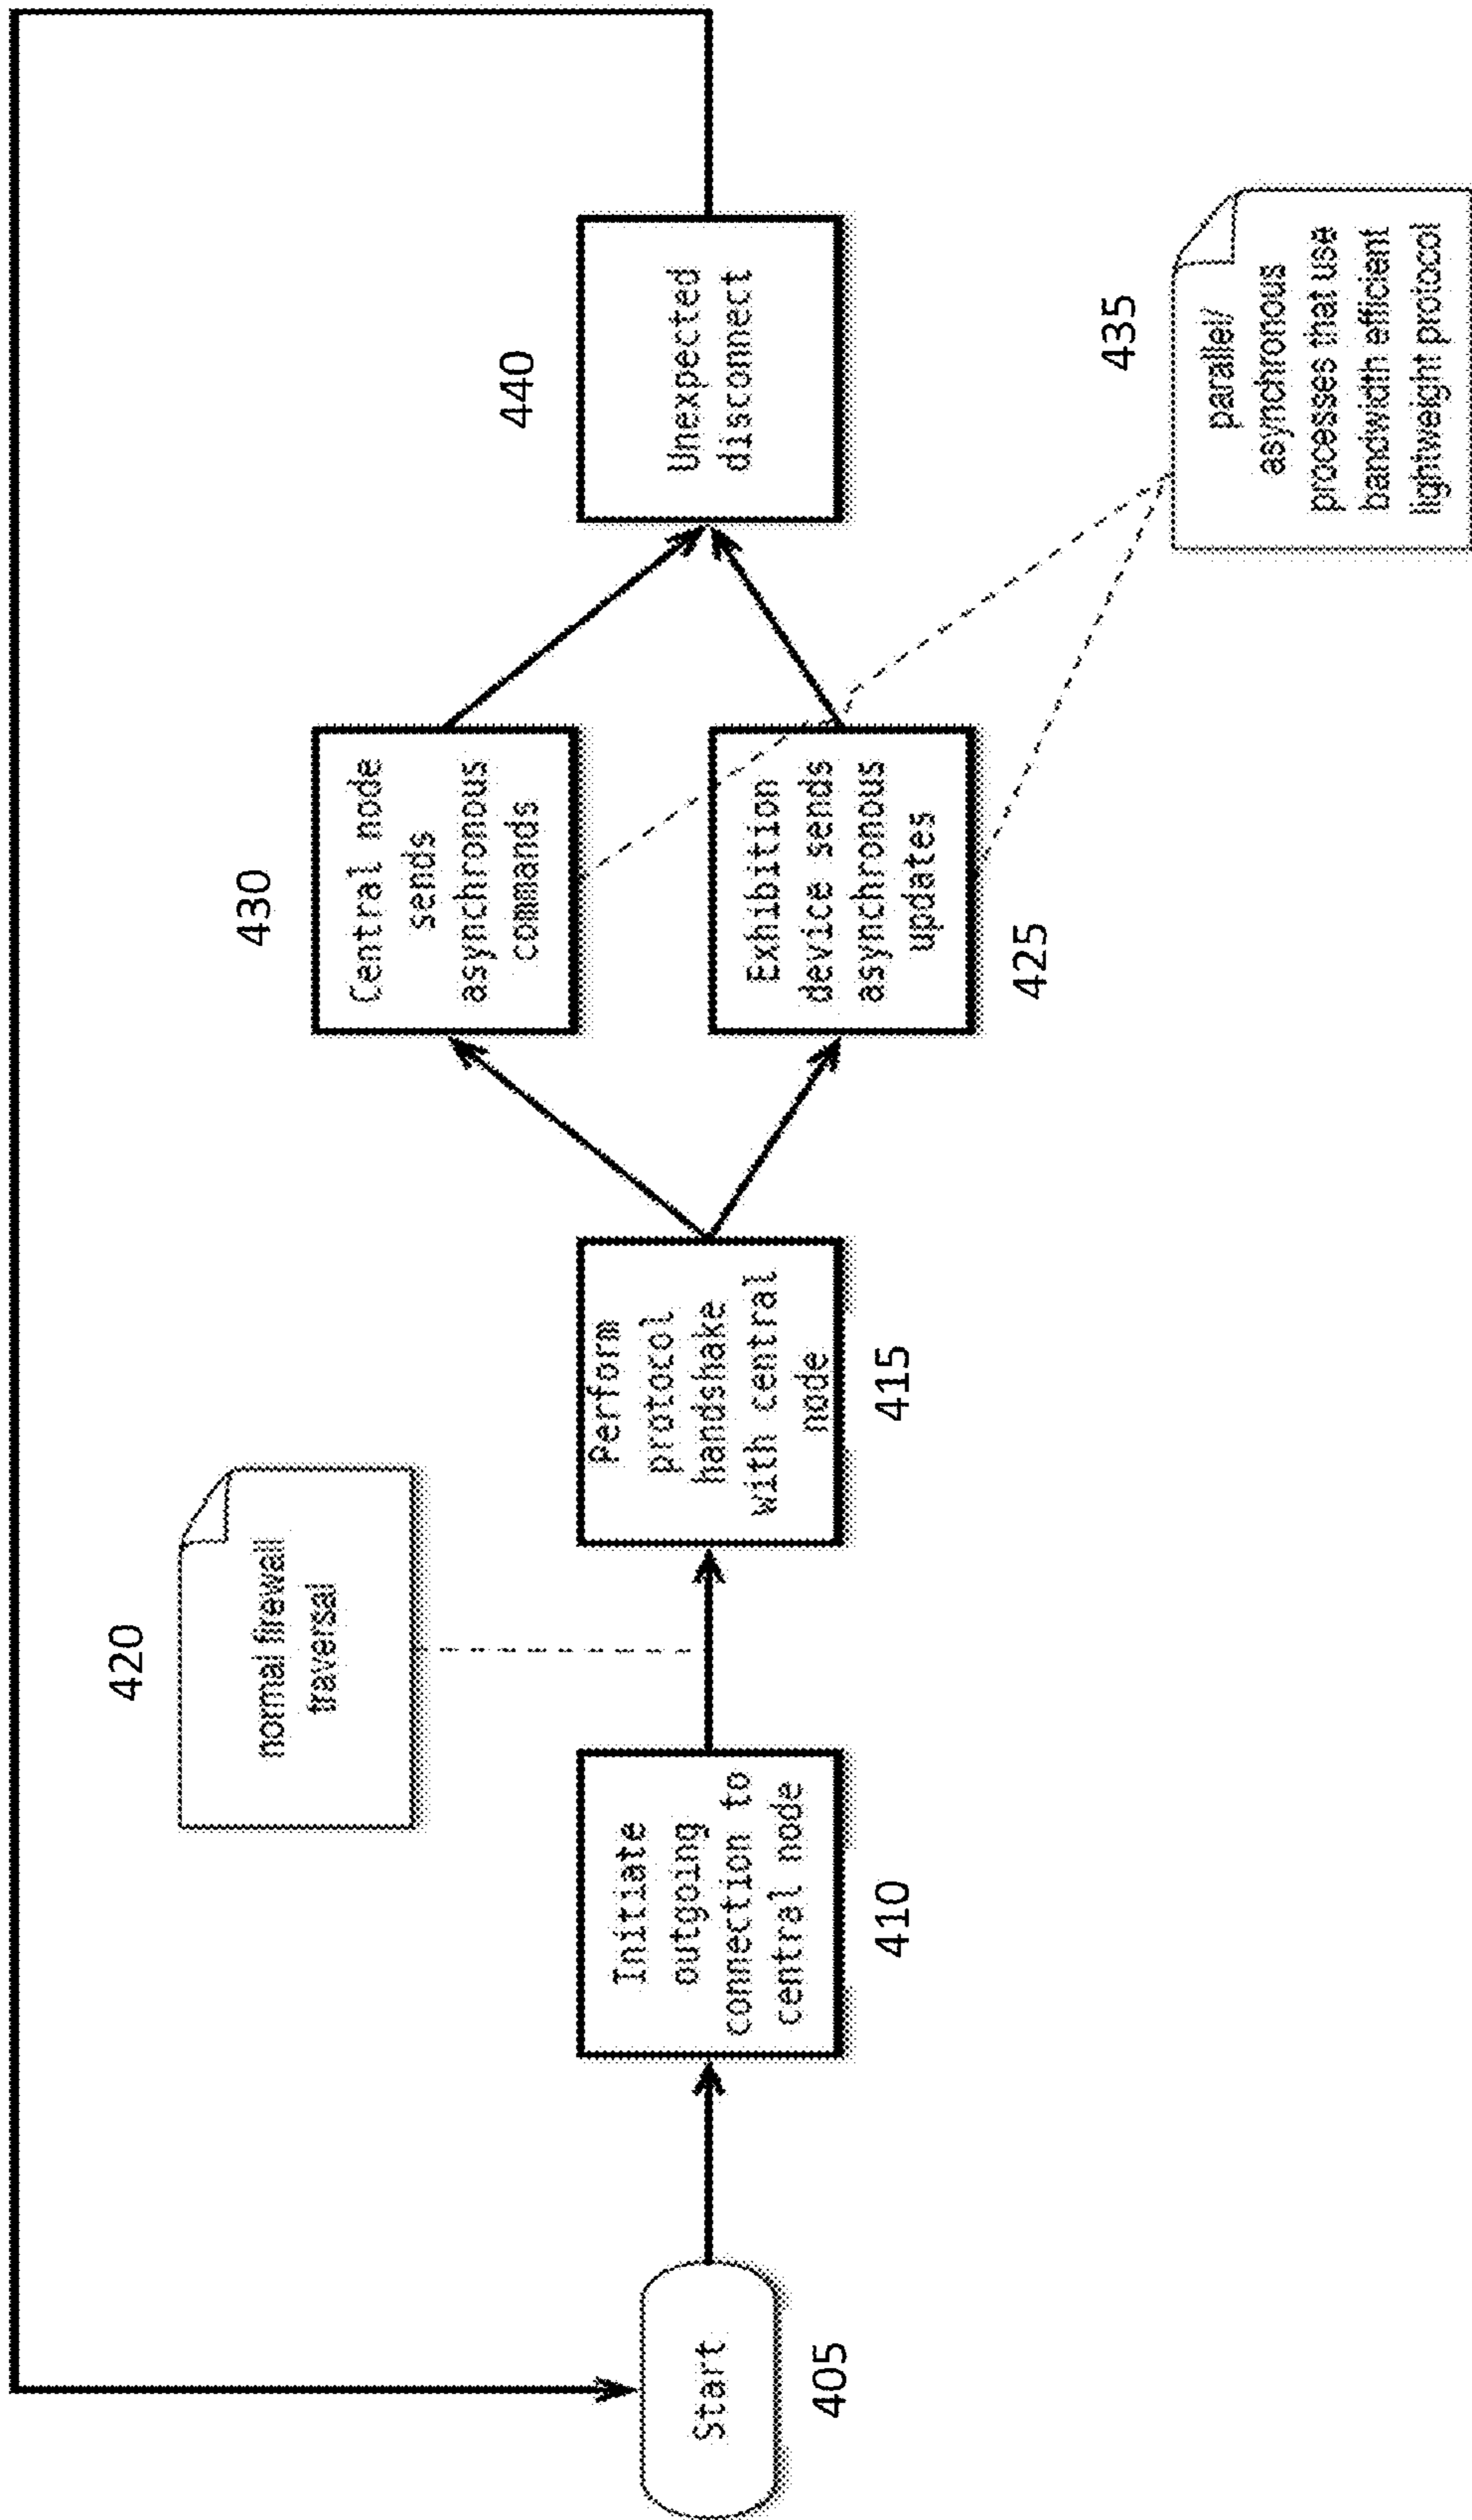 405
Start
410
Initiate
outgoing
connection to
central node
420
normal firewall
traversal
415
Perform
protocol
handshake
with central
node
430
Central node
sends
asynchronous
commands
425
Exhibition
device sends
asynchronous
updates
440
Unexpected
disconnect
435
parallel/
asynchronous
processes that use
bandwidth efficient
lightweight protocol